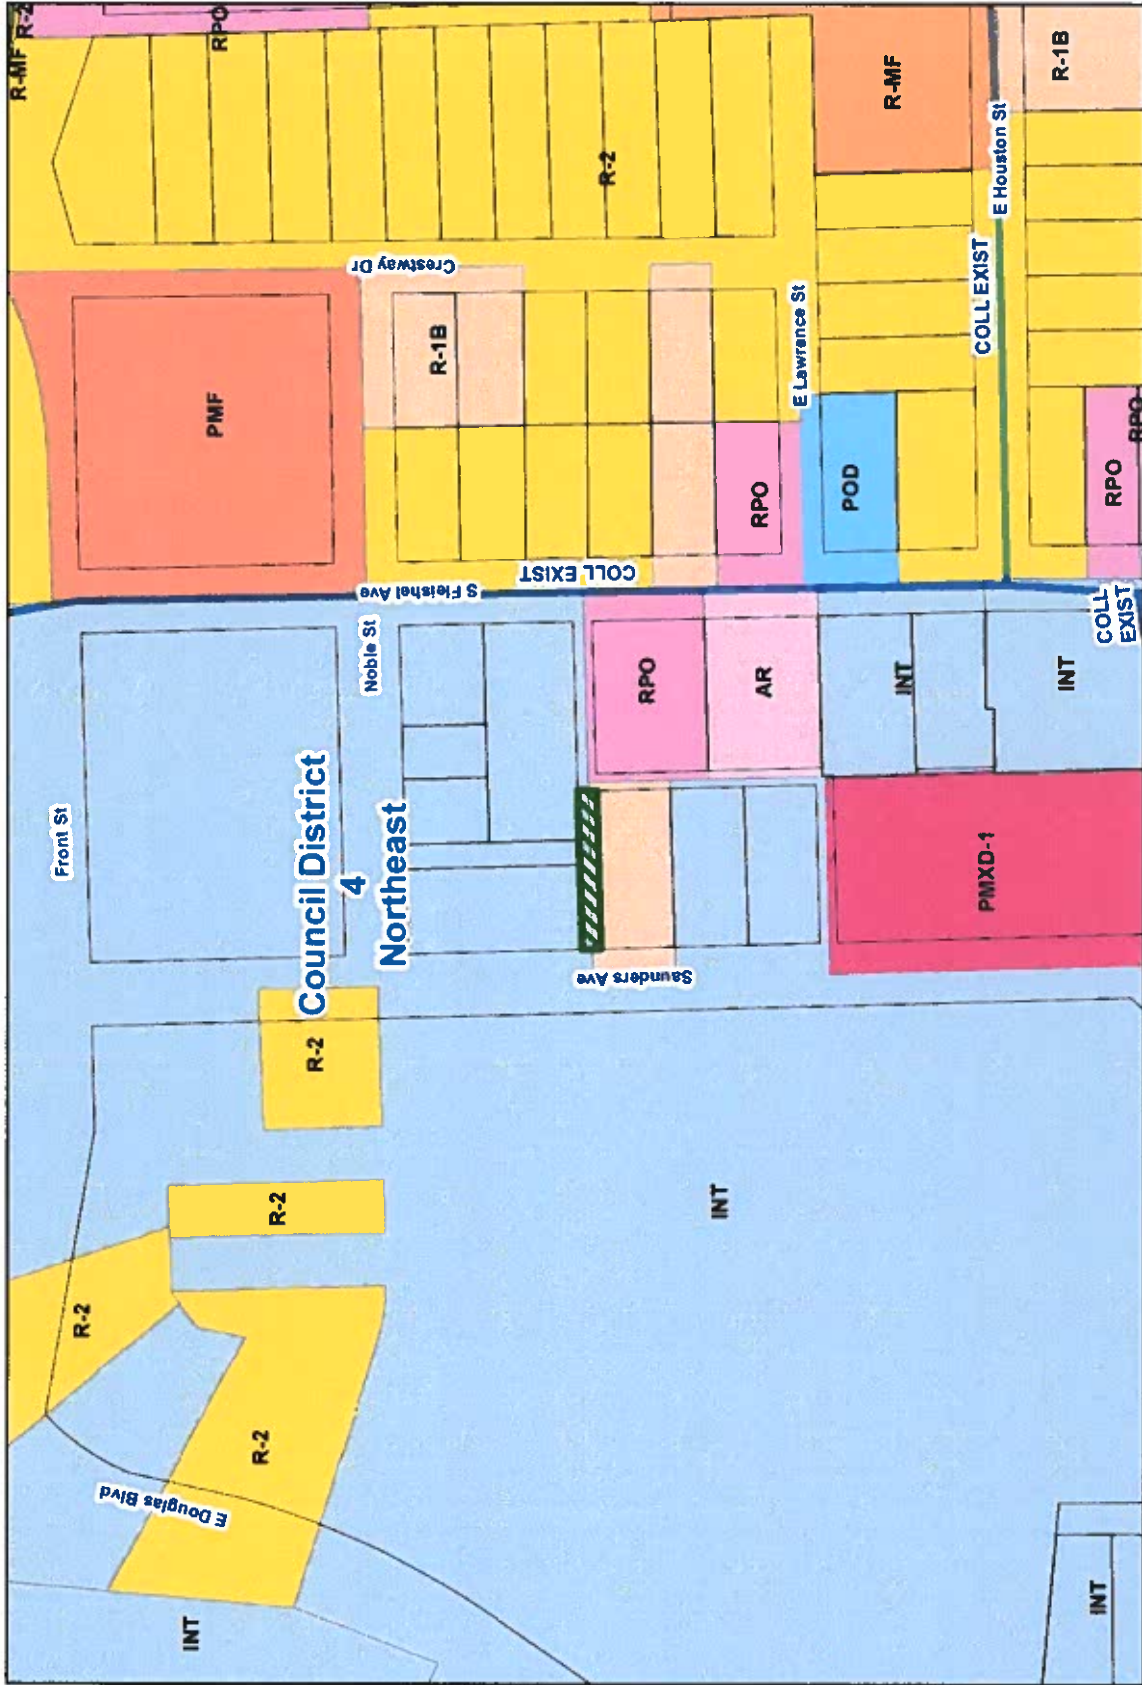 R-MF
R-2
RPO
R-2
R-MF
R-1B
E Houston St
Crestway Dr
PMF
R-1B
E Lawrence St
COLL EXIST
RPO
POD
RPO
RPO
COLL EXIST
S Fleishel Ave
COLL
EXIST
Noble St
RPO
AR
INT
INT
Front St
Council District
4
Northeast
PMXD-1
Saunders Ave
R-2
R-2
INT
R-2
R-2
E Douglas Blvd
INT
INT